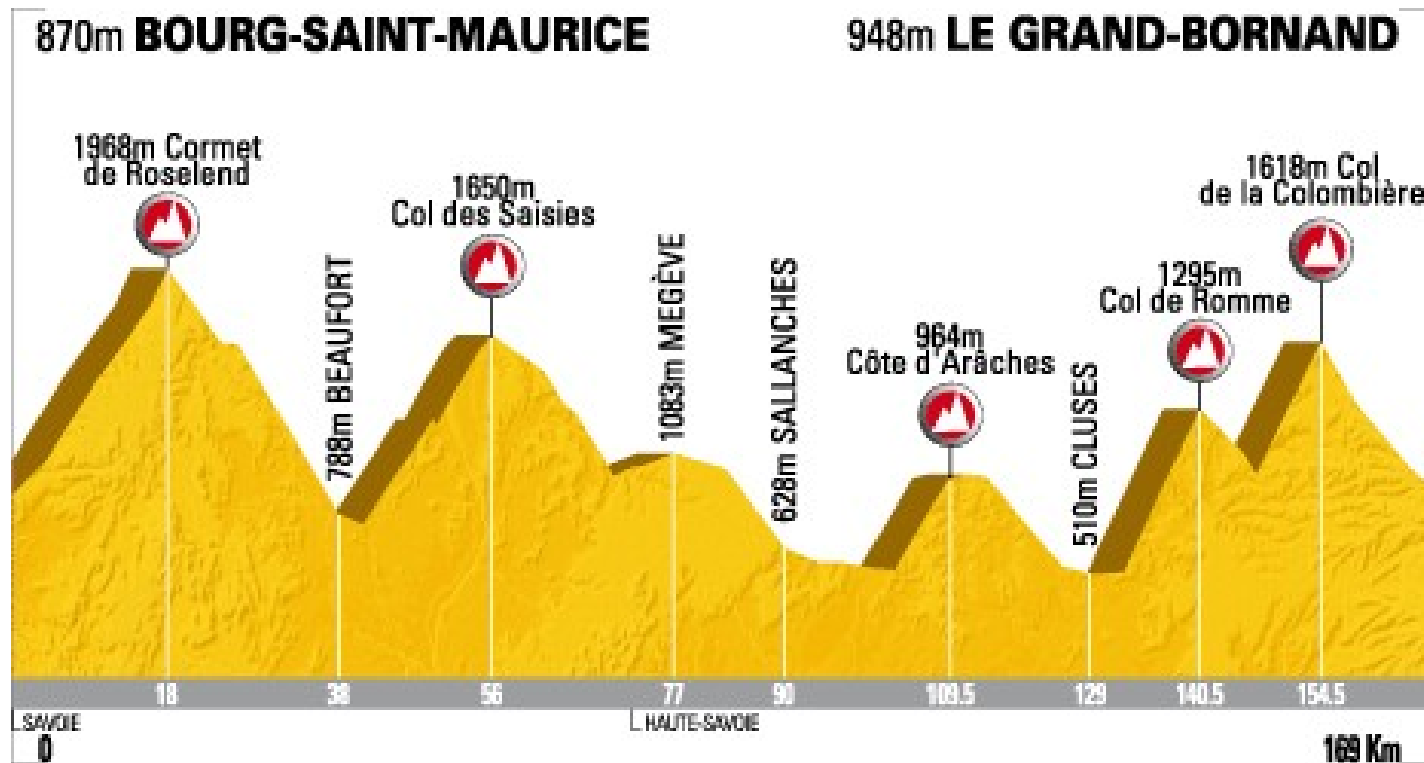 870m BOURG-SAINT-MAURICE
948m LE GRAND-BORNAND
1968m Cormet
de Roselend
1650m
Col des Saisies
1618m Col
de la Colombière
1295m
Col de Romme
964m
Côte d'Arâches
788m BEAUFORT
1083m MEGÈVE
628m SALLANCHES
510m CLUSES
18
38
56
77
90
109.5
129
140.5
154.5
SAVOIE
HAUTE-SAVOIE
0
169 Km